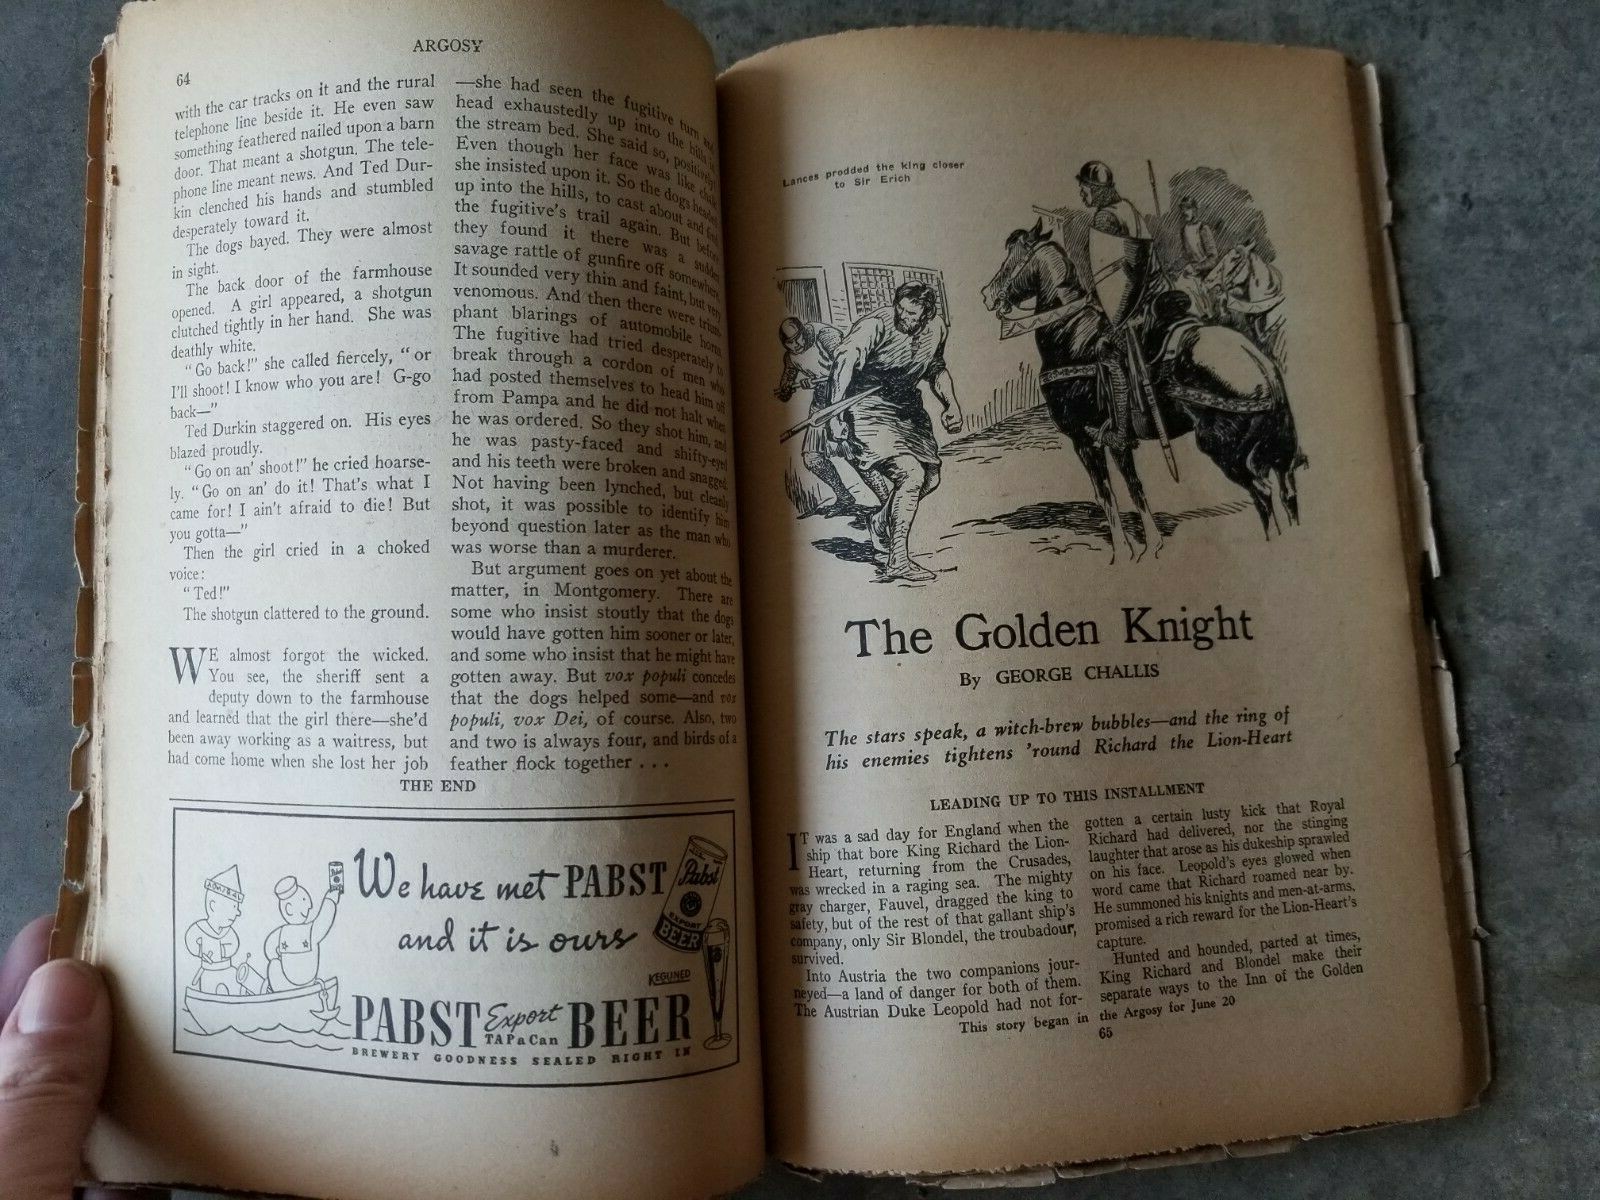 ARGOSY
64
with the car tracks on it and the rural
telephone line beside it. He even saw
something feathered nailed upon a barn
door. That meant a shotgun. The tele-
phone line meant news. And Ted Dur-
kin clenched his hands and stumbled
desperately toward it.
The dogs bayed. They were almost
in sight.
The back door of the farmhouse
opened. A girl appeared, a shotgun
clutched tightly in her hand. She was
deathly white.
"Go back!" she called fiercely, "or
I'll shoot! I know who you are! G-go
back—"
Ted Durkin staggered on. His eyes
blazed proudly.
"Go on an' shoot!" he cried hoarse-
ly. "Go on an' do it! That's what I
came for! I ain't afraid to die! But
you gotta—"
Then the girl cried in a choked
voice:
"Ted!"
The shotgun clattered to the ground.
WE almost forgot the wicked.
You see, the sheriff sent a
deputy down to the farmhouse
and learned that the girl there—she'd
been away working as a waitress, but
had come home when she lost her job
—she had seen the fugitive turn and
head exhaustedly up into the hills in
the stream bed. She said so, positively.
Even though her face was like chalk
she insisted upon it. So the dogs headed
up into the hills, to cast about and find
the fugitive's trail again. But before
they found it there was a sudden
savage rattle of gunfire off somewhere.
It sounded very thin and faint, but very
venomous. And then there were trium-
phant blarings of automobile horns.
The fugitive had tried desperately to
break through a cordon of men who
had posted themselves to head him off
from Pampa and he did not halt when
he was ordered. So they shot him, and
he was pasty-faced and shifty-eyed
and his teeth were broken and snagged.
Not having been lynched, but cleanly
shot, it was possible to identify him
beyond question later as the man who
was worse than a murderer.
But argument goes on yet about the
matter, in Montgomery. There are
some who insist stoutly that the dogs
would have gotten him sooner or later,
and some who insist that he might have
gotten away. But vox populi concedes
that the dogs helped some—and vox
populi, vox Dei, of course. Also, two
and two is always four, and birds of a
feather flock together . . .
THE END
We have met PABST
and it is ours
Pabst
EXPORT
BEER
KEGLINED
PABST Export BEER
TAPaCan
BREWERY GOODNESS SEALED RIGHT IN
Lances prodded the king closer
to Sir Erich
The Golden Knight
By GEORGE CHALLIS
The stars speak, a witch-brew bubbles—and the ring of
his enemies tightens 'round Richard the Lion-Heart
LEADING UP TO THIS INSTALLMENT
IT was a sad day for England when the
ship that bore King Richard the Lion-
Heart, returning from the Crusades,
was wrecked in a raging sea. The mighty
gray charger, Fauvel, dragged the king to
safety, but of the rest of that gallant ship's
company, only Sir Blondel, the troubadour,
survived.
Into Austria the two companions jour-
neyed—a land of danger for both of them.
The Austrian Duke Leopold had not for-
gotten a certain lusty kick that Royal
Richard had delivered, nor the stinging
laughter that arose as his dukeship sprawled
on his face. Leopold's eyes glowed when
word came that Richard roamed near by.
He summoned his knights and men-at-arms,
promised a rich reward for the Lion-Heart's
capture.
Hunted and hounded, parted at times,
King Richard and Blondel make their
separate ways to the Inn of the Golden
This story began in the Argosy for June 20
65